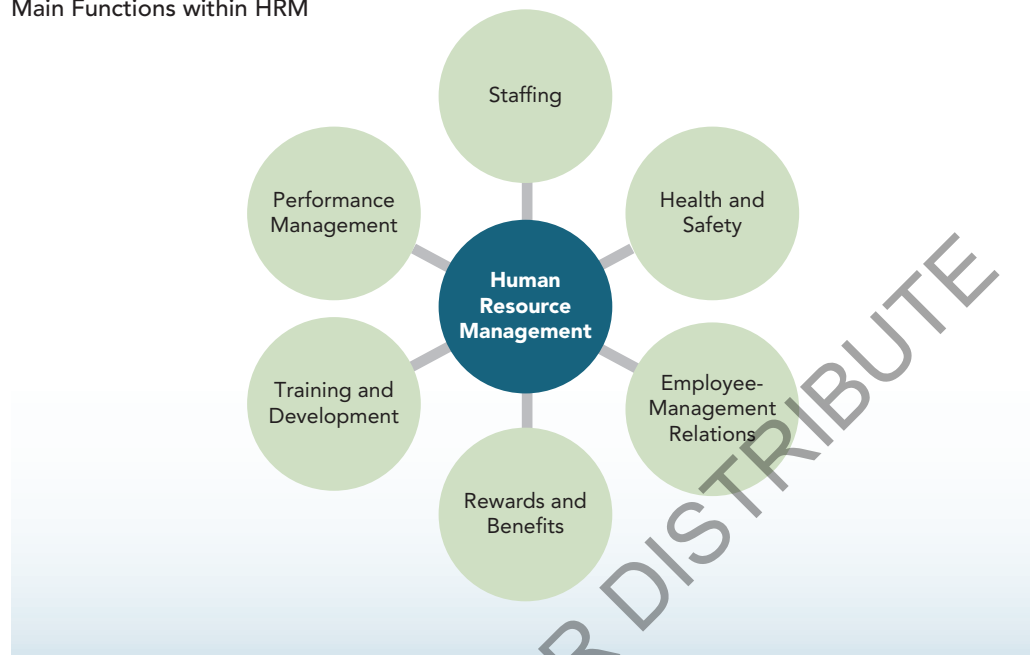 Main Functions within HRM
Staffing
Health and
Safety
Employee-
Management
Relations
Rewards and
Benefits
Training and
Development
Performance
Management
Human
Resource
Management
DISTRIBUTE